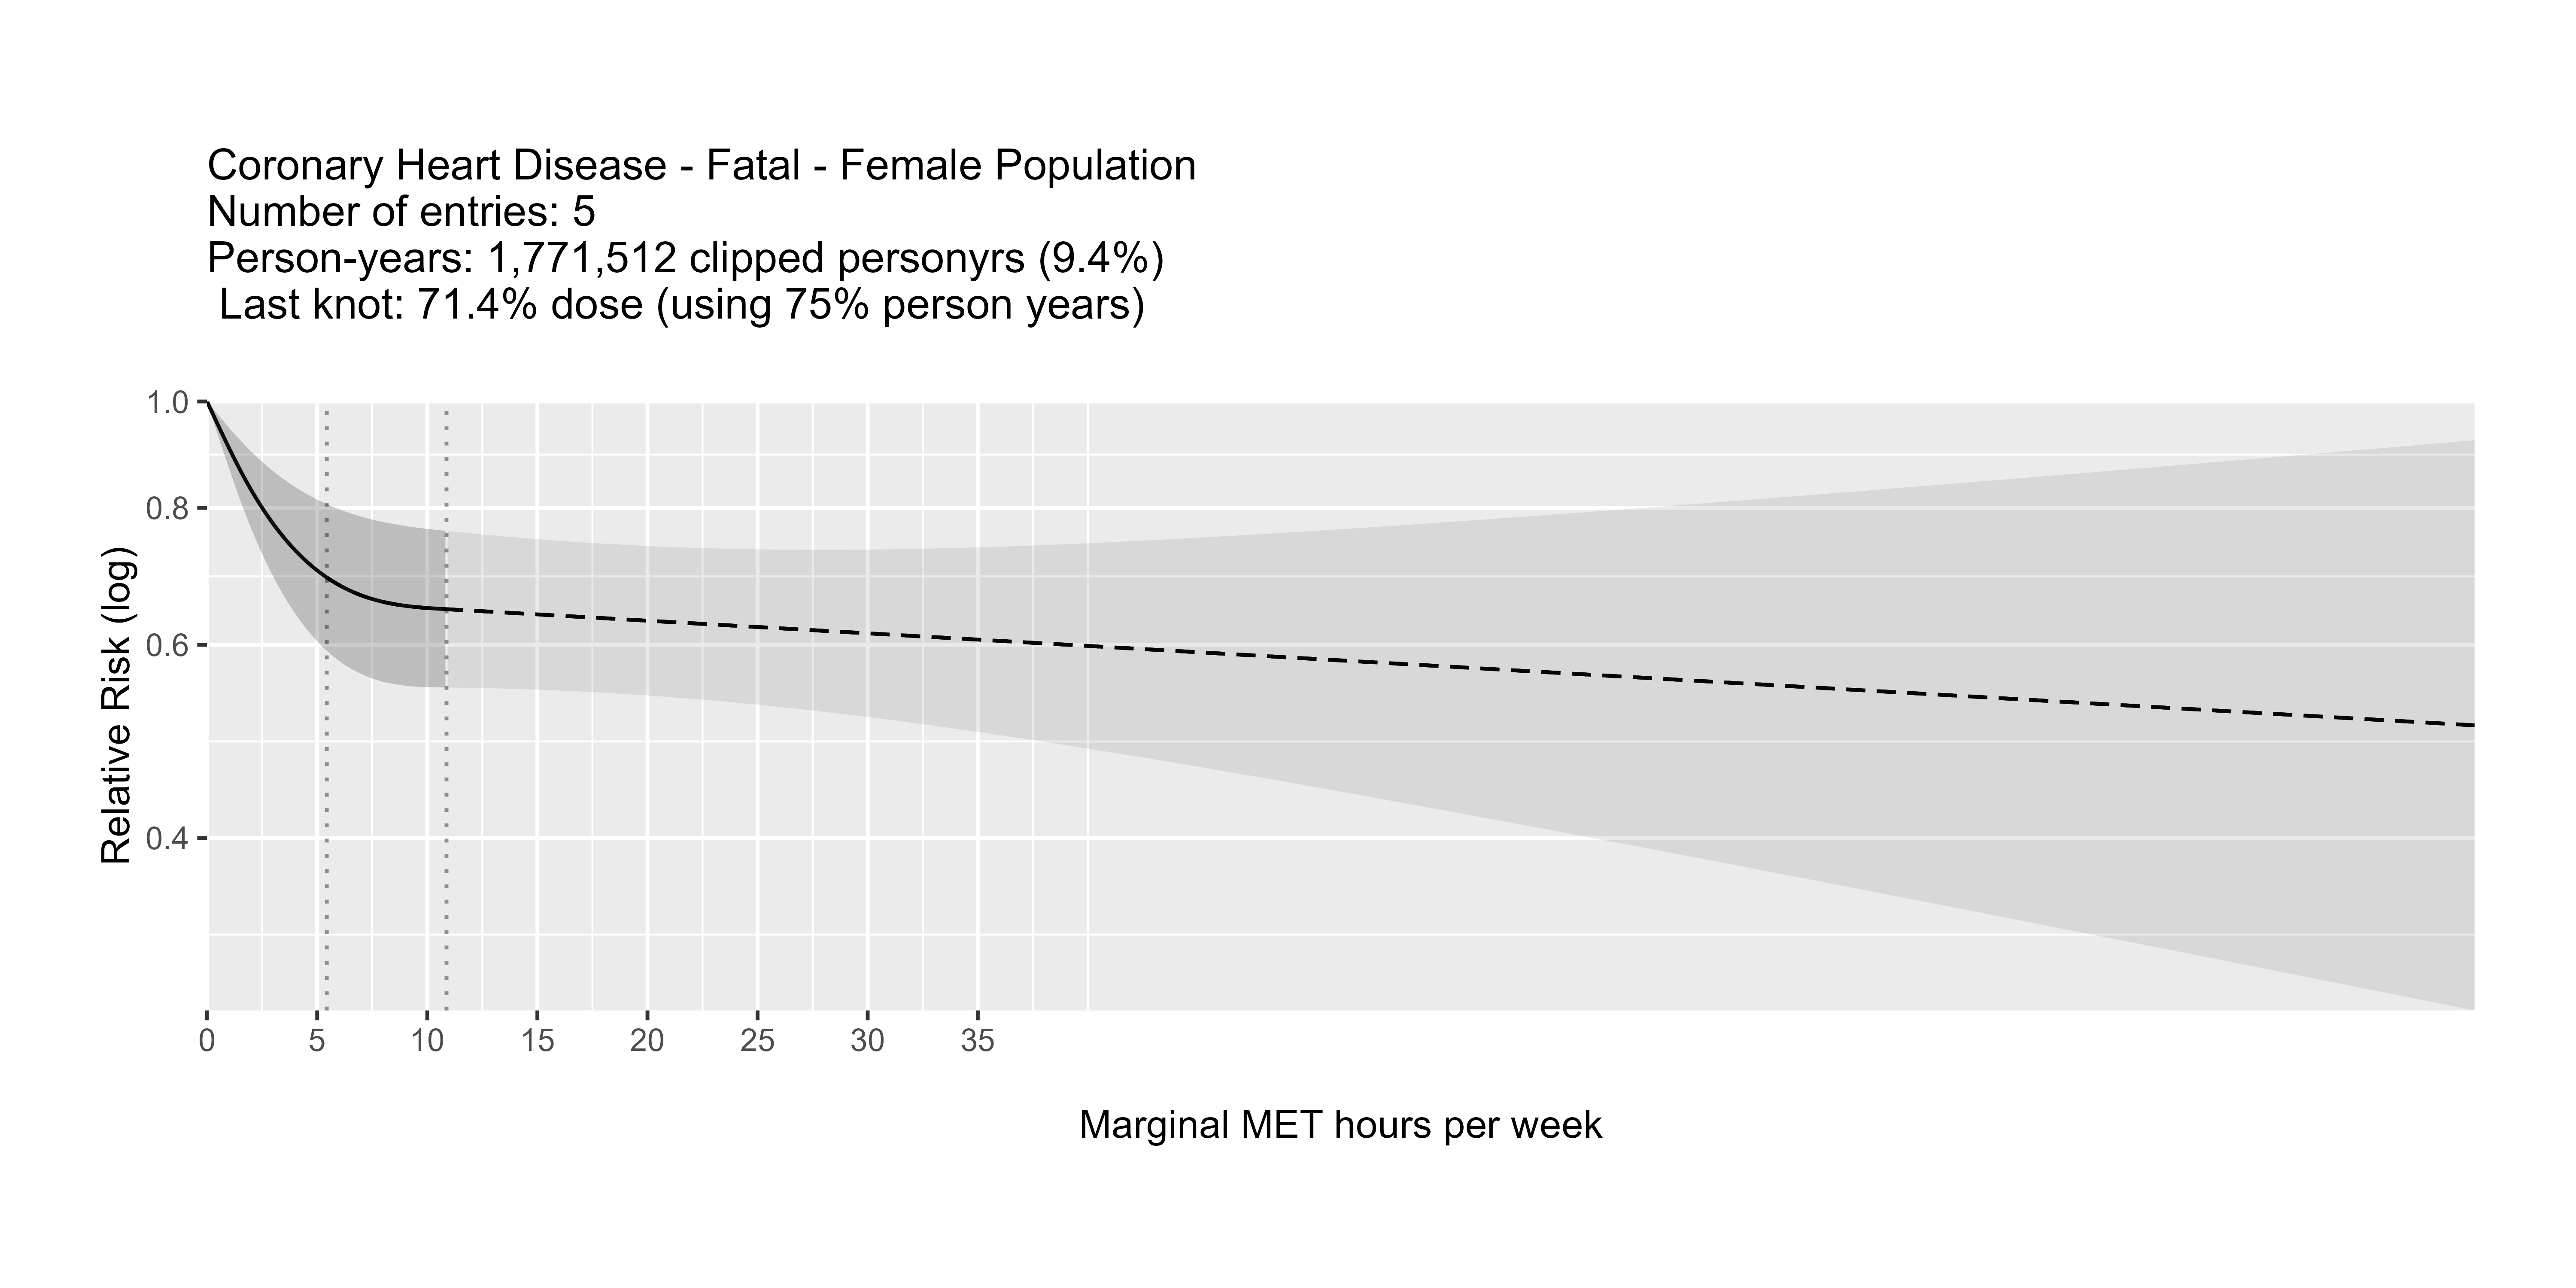 Coronary Heart Disease - Fatal - Female Population
Number of entries: 5
Person-years: 1,771,512 clipped personyrs (9.4%)
Last knot: 71.4% dose (using 75% person years)
Relative Risk (log)
1.0
0.8
0.6
0.4
0 5 10 15 20 25 30 35
Marginal MET hours per week